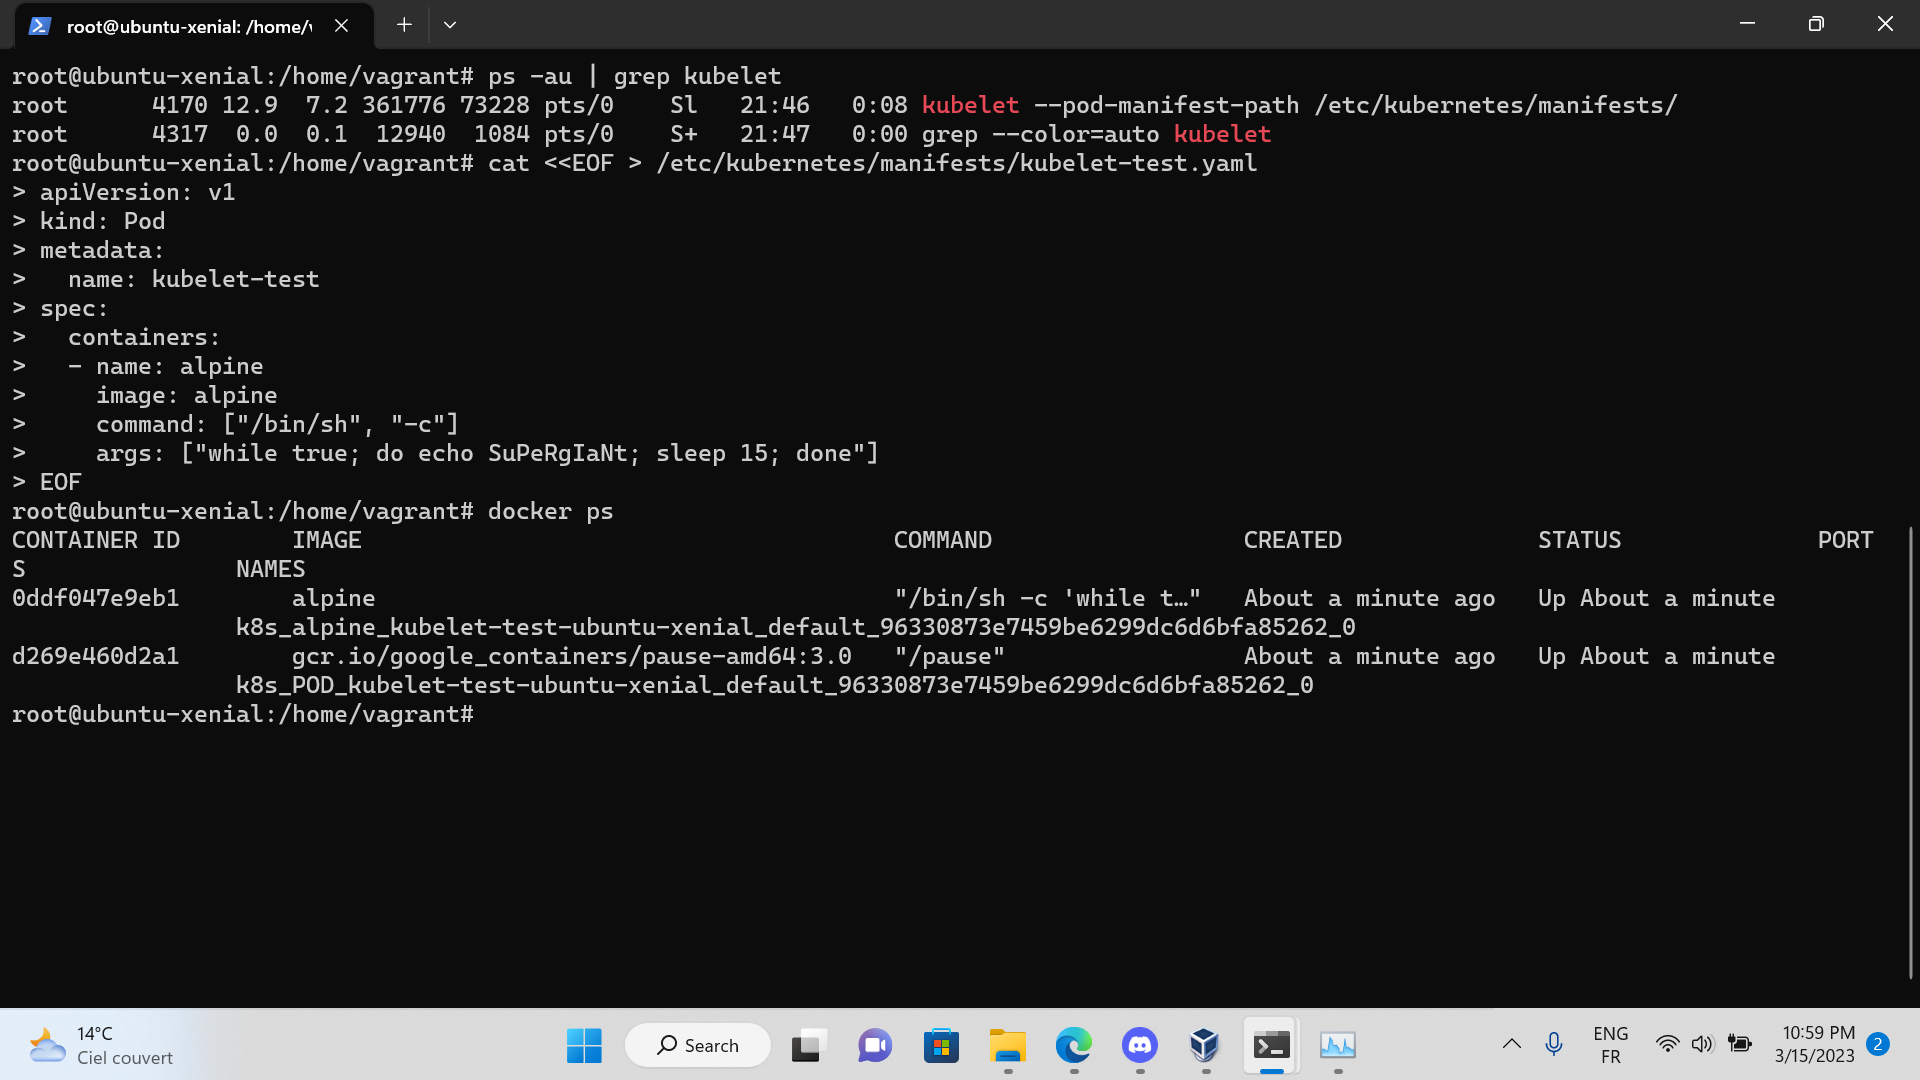 root@ubuntu-xenial: /home/v
root@ubuntu-xenial:/home/vagrant# ps -au | grep kubelet
root      4170 12.9  7.2 361776 73228 pts/0    Sl   21:46   0:08 kubelet --pod-manifest-path /etc/kubernetes/manifests/
root      4317  0.0  0.1  12940  1084 pts/0    S+   21:47   0:00 grep --color=auto kubelet
root@ubuntu-xenial:/home/vagrant# cat <<EOF > /etc/kubernetes/manifests/kubelet-test.yaml
> apiVersion: v1
> kind: Pod
> metadata:
>   name: kubelet-test
> spec:
>   containers:
>   - name: alpine
>     image: alpine
>     command: ["/bin/sh", "-c"]
>     args: ["while true; do echo SuPeRgIaNt; sleep 15; done"]
> EOF
root@ubuntu-xenial:/home/vagrant# docker ps
CONTAINER ID        IMAGE                                      COMMAND                  CREATED              STATUS              PORT
S               NAMES
0ddf047e9eb1        alpine                                     "/bin/sh -c 'while t…"   About a minute ago   Up About a minute
                k8s_alpine_kubelet-test-ubuntu-xenial_default_96330873e7459be6299dc6d6bfa85262_0
d269e460d2a1        gcr.io/google_containers/pause-amd64:3.0   "/pause"                 About a minute ago   Up About a minute
                k8s_POD_kubelet-test-ubuntu-xenial_default_96330873e7459be6299dc6d6bfa85262_0
root@ubuntu-xenial:/home/vagrant#
14°C
Ciel couvert
Search
ENG
FR
10:59 PM
3/15/2023
2